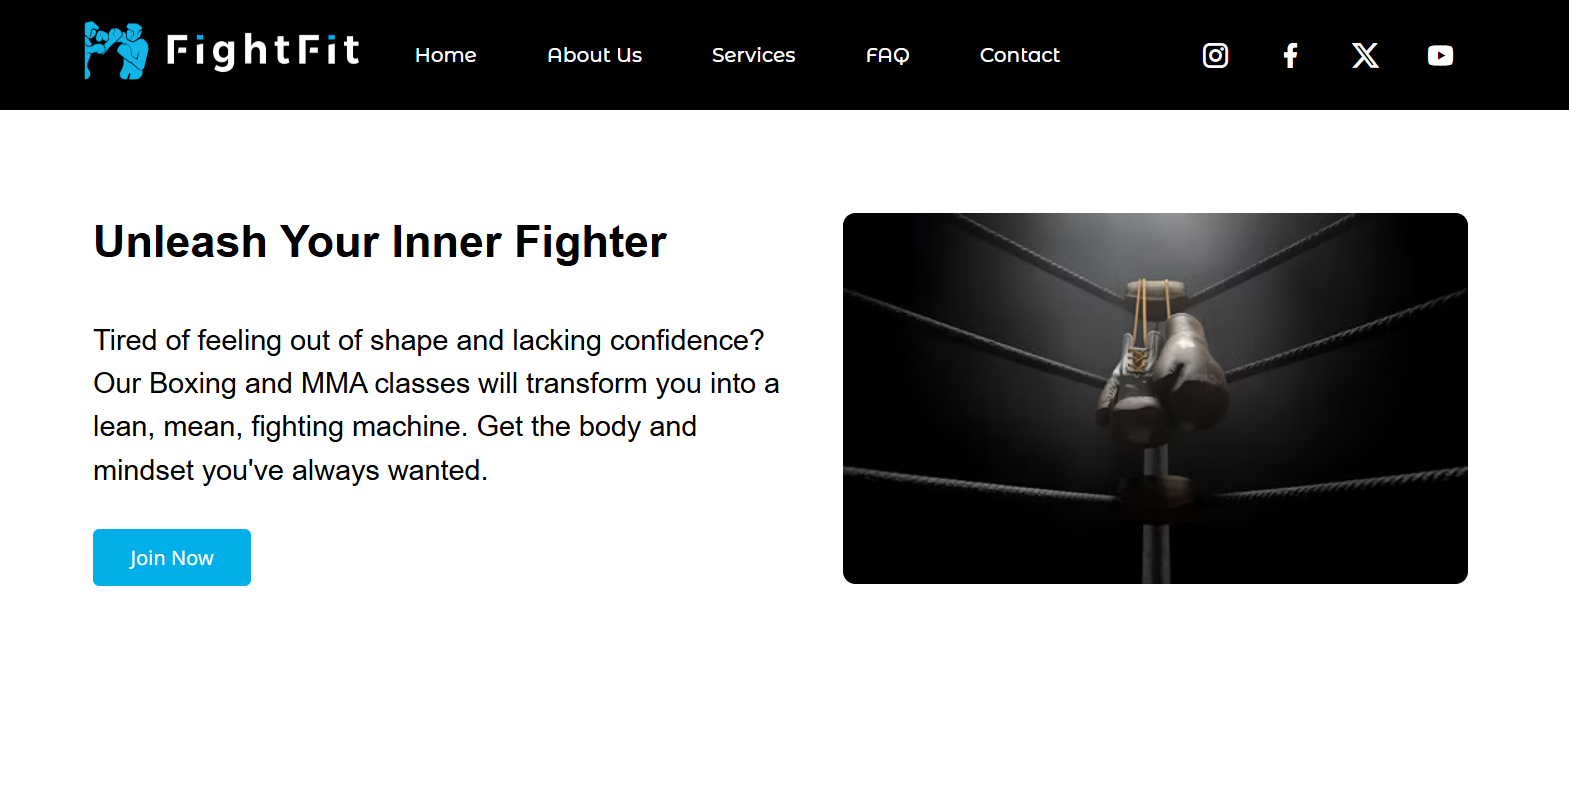 FightFit
Home About Us Services FAQ Contact
Unleash Your Inner Fighter
Tired of feeling out of shape and lacking confidence?
Our Boxing and MMA classes will transform you into a
lean, mean, fighting machine. Get the body and
mindset you've always wanted.
Join Now